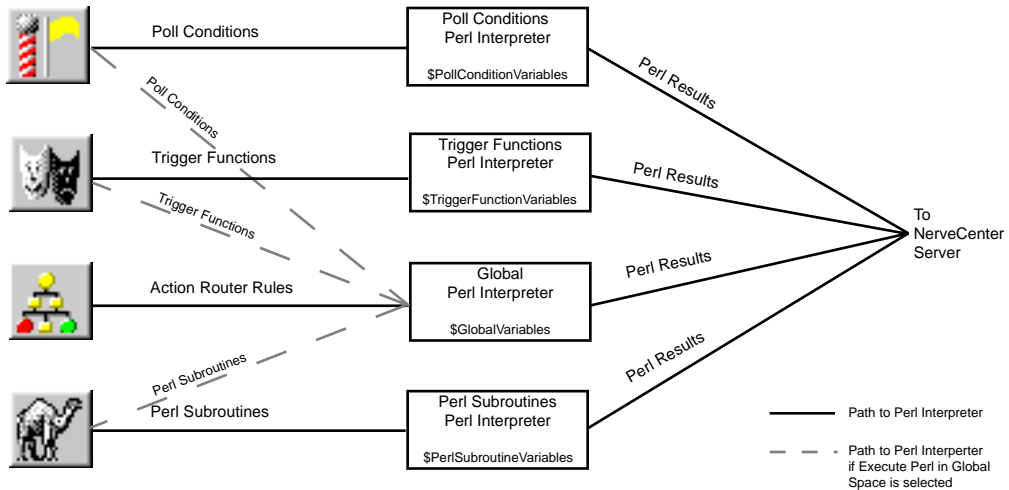 Poll Conditions
Poll Conditions
Perl Interpreter
$PollConditionVariables
Perl Results
Poll Conditions
Trigger Functions
Trigger Functions
Perl Interpreter
$TriggerFunctionVariables
Perl Results
Trigger Functions
To
NerveCenter
Server
Action Router Rules
Global
Perl Interpreter
$GlobalVariables
Perl Results
Perl Subroutines
Perl Subroutines
Perl Subroutines
Perl Interpreter
$PerlSubroutineVariables
Perl Results
Path to Perl Interpreter
Path to Perl Interperter
if Execute Perl in Global
Space is selected